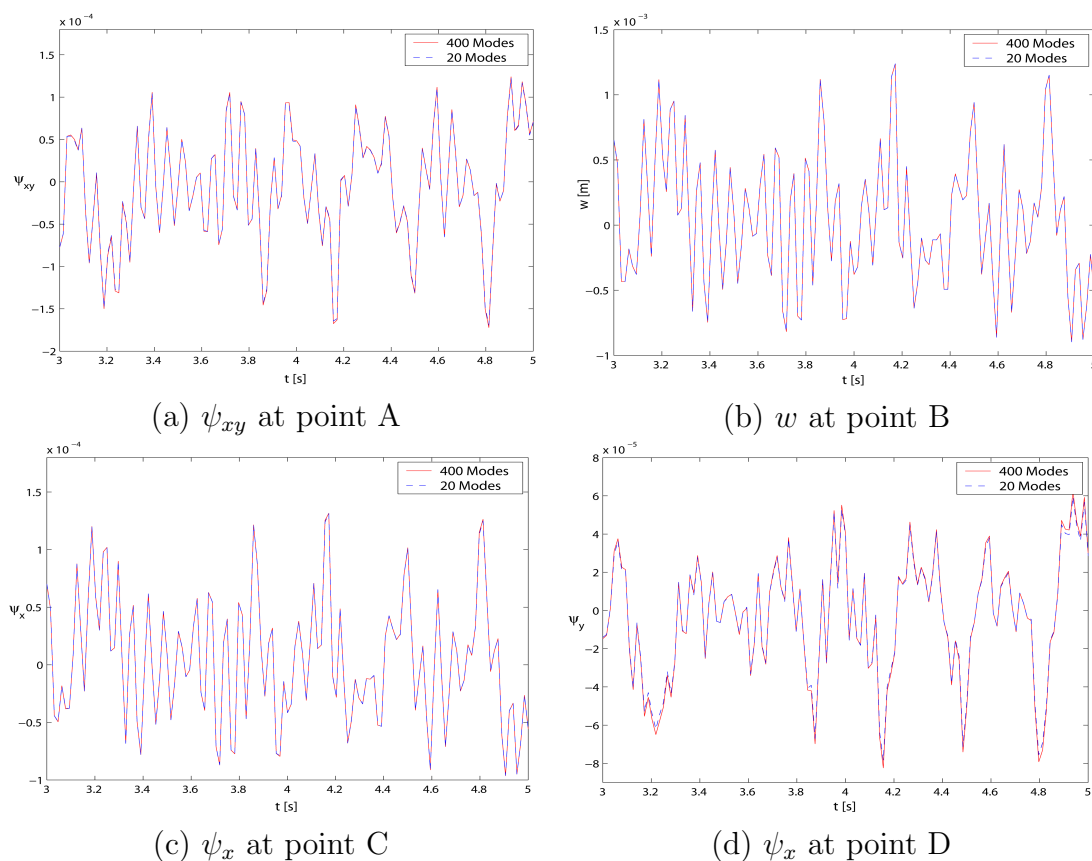 x 10⁻⁴
1.5
1
0.5
0
−0.5
−1
−1.5
−2
ψxy
400 Modes
20 Modes
3 3.2 3.4 3.6 3.8 4 4.2 4.4 4.6 4.8 5
t [s]
(a) ψxy at point A
x 10⁻³
1.5
1
0.5
0
−0.5
−1
w [m]
400 Modes
20 Modes
3 3.2 3.4 3.6 3.8 4 4.2 4.4 4.6 4.8
t [s]
(b) w at point B
x 10⁻⁴
1.5
1
0.5
0
−0.5
−1
ψx
400 Modes
20 Modes
3 3.2 3.4 3.6 3.8 4 4.2 4.4 4.6 4.8 5
t [s]
(c) ψx at point C
x 10⁻⁵
8
6
4
2
0
−2
−4
−6
−8
ψy
400 Modes
20 Modes
3 3.2 3.4 3.6 3.8 4 4.2 4.4 4.6 4.8 5
t [s]
(d) ψx at point D